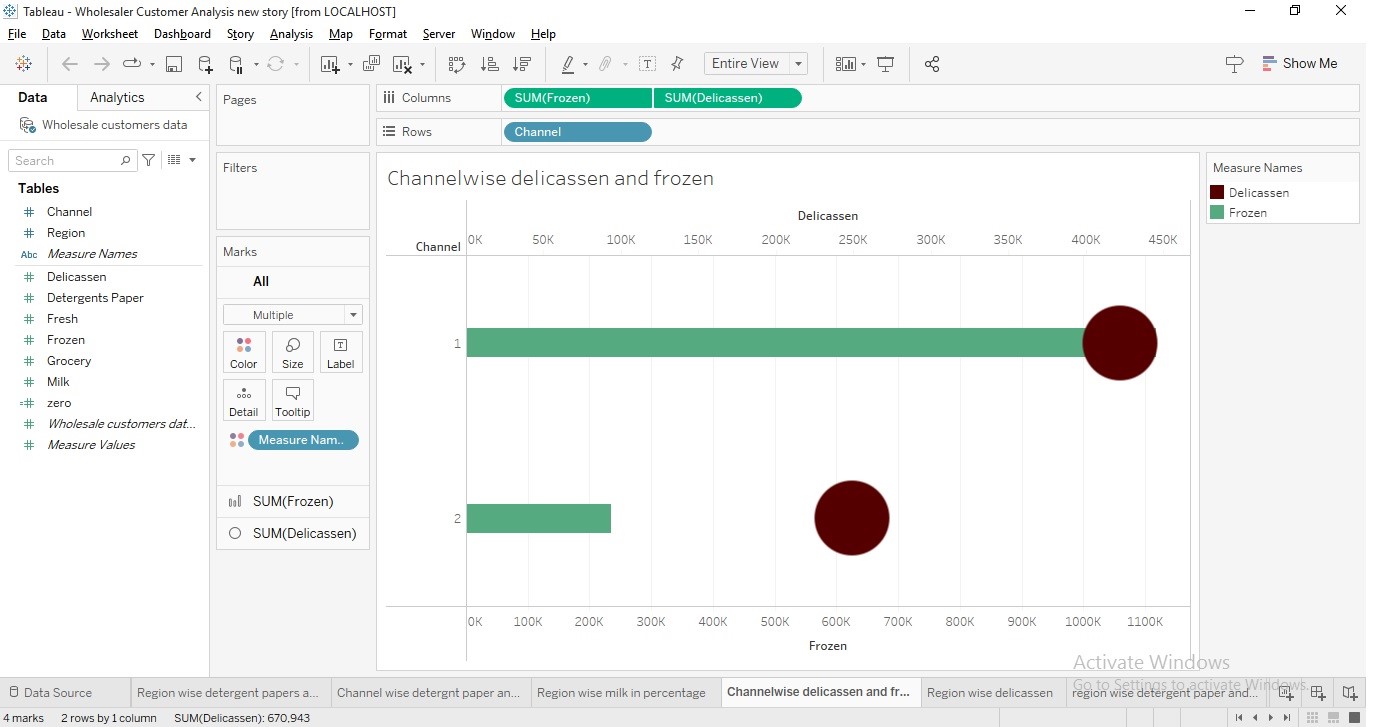 Tableau - Wholesaler Customer Analysis new story [from LOCALHOST]
File Data Worksheet Dashboard Story Analysis Map Format Server Window Help
Entire View
Show Me
Data Analytics
Wholesale customers data
Search
Tables
Channel
Region
Abc Measure Names
Delicassen
Detergents Paper
Fresh
Frozen
Grocery
Milk
zero
Wholesale customers dat...
Measure Values
Pages
Filters
Marks
All
Multiple
Color Size Label
Detail Tooltip
Measure Nam..
SUM(Frozen)
SUM(Delicassen)
Columns SUM(Frozen) SUM(Delicassen)
Rows Channel
Channelwise delicassen and frozen
Delicassen
Channel 0K 50K 100K 150K 200K 250K 300K 350K 400K 450K
1
2
0K 100K 200K 300K 400K 500K 600K 700K 800K 900K 1000K 1100K
Frozen
Measure Names
Delicassen
Frozen
Activate Windows
Go to Settings to activate Windows.
Data Source Region wise detergent papers a... Channel wise detergnt paper an... Region wise milk in percentage Channelwise delicassen and fr... Region wise delicassen region wise detergent paper and...
4 marks 2 rows by 1 column SUM(Delicassen): 670,943